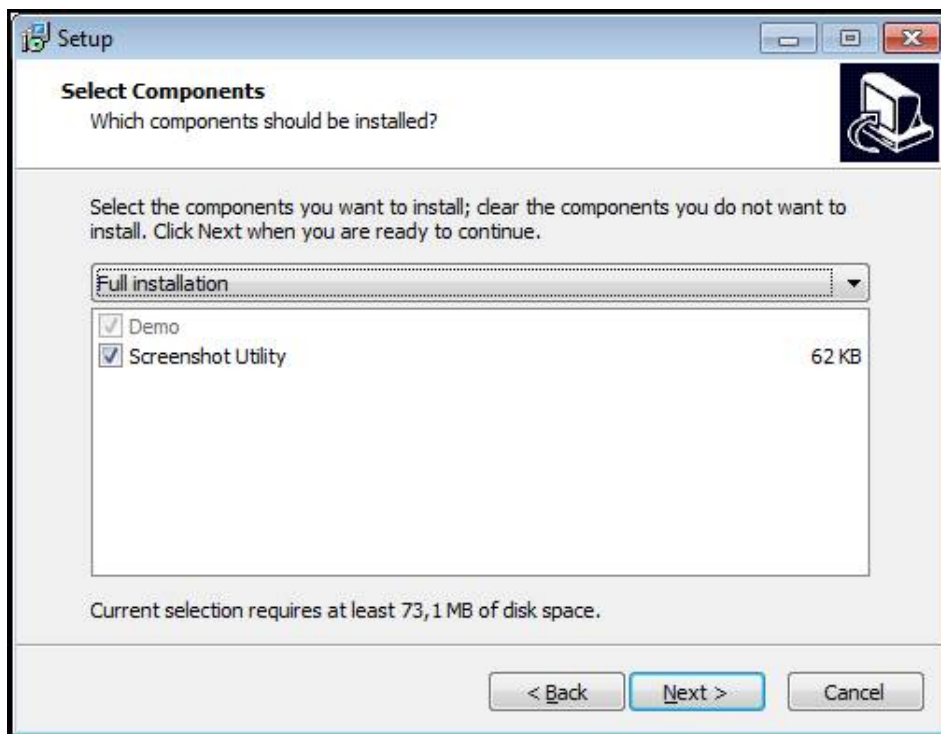 Setup
Select Components
Which components should be installed?
Select the components you want to install; clear the components you do not want to
install. Click Next when you are ready to continue.
Full installation
Demo
Screenshot Utility 62 KB
Current selection requires at least 73,1 MB of disk space.
< Back Next > Cancel